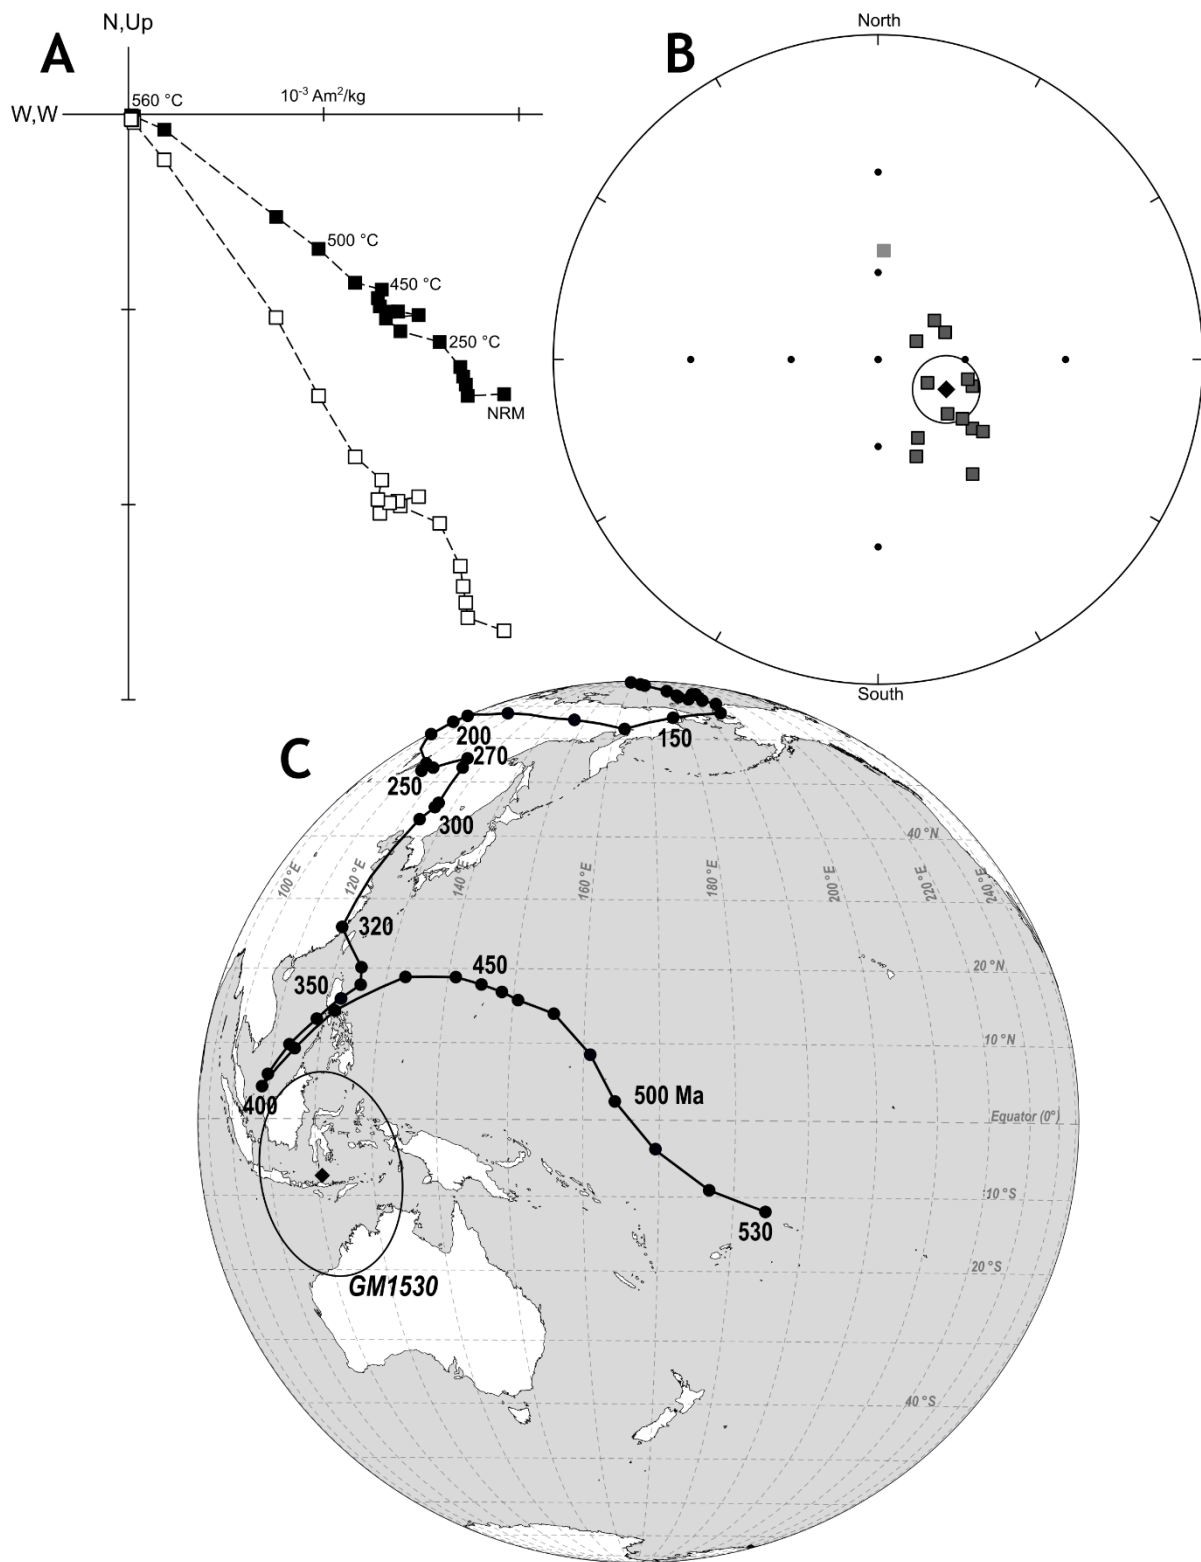 N,Up
A
W,W
560 °C
10⁻³ Am²/kg
500 °C
450 °C
250 °C
NRM
North
B
South
C
200
150
270
250
300
320
350
450
400
500 Ma
530
GM1530
100 °E
120 °E
140 °E
160 °E
180 °E
200 °E
220 °E
240 °E
40 °N
20 °N
10 °N
Equator (0°)
10 °S
20 °S
40 °S